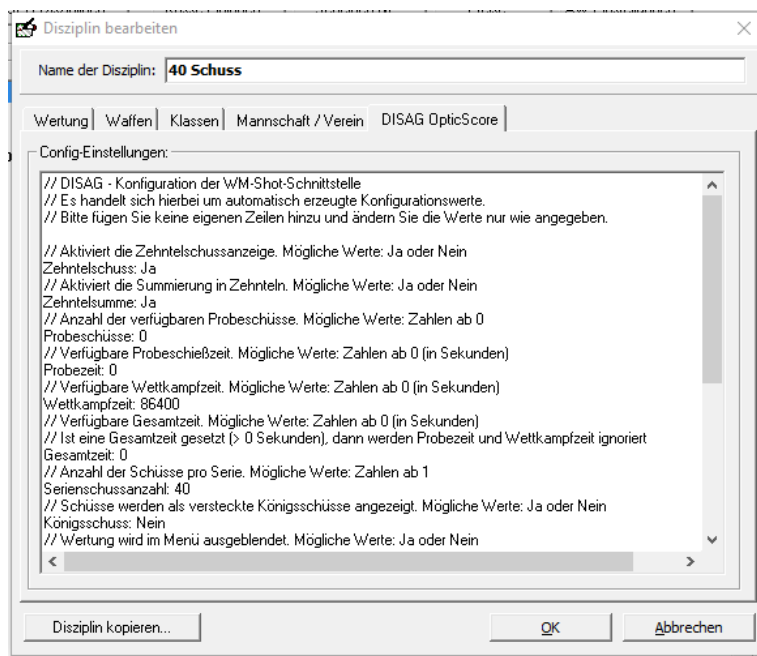 Disziplin bearbeiten
Name der Disziplin: 40 Schuss
Wertung Waffen Klassen Mannschaft / Verein DISAG OpticScore
Config-Einstellungen:
// DISAG - Konfiguration der WM-Shot-Schnittstelle
// Es handelt sich hierbei um automatisch erzeugte Konfigurationswerte.
// Bitte fügen Sie keine eigenen Zeilen hinzu und ändern Sie die Werte nur wie angegeben.
// Aktiviert die Zehntelschussanzeige. Mögliche Werte: Ja oder Nein
Zehntelschuss: Ja
// Aktiviert die Summierung in Zehnteln. Mögliche Werte: Ja oder Nein
Zehntelsumme: Ja
// Anzahl der verfügbaren Probeschüsse. Mögliche Werte: Zahlen ab 0
Probeschüsse: 0
// Verfügbare Probeschießzeit. Mögliche Werte: Zahlen ab 0 (in Sekunden)
Probezeit: 0
// Verfügbare Wettkampfzeit. Mögliche Werte: Zahlen ab 0 (in Sekunden)
Wettkampfzeit: 86400
// Verfügbare Gesamtzeit. Mögliche Werte: Zahlen ab 0 (in Sekunden)
// Ist eine Gesamtzeit gesetzt (> 0 Sekunden), dann werden Probezeit und Wettkampfzeit ignoriert
Gesamtzeit: 0
// Anzahl der Schüsse pro Serie. Mögliche Werte: Zahlen ab 1
Serienschussanzahl: 40
// Schüsse werden als versteckte Königsschüsse angezeigt. Mögliche Werte: Ja oder Nein
Königsschuss: Nein
// Wertung wird im Menü ausgeblendet. Mögliche Werte: Ja oder Nein
Disziplin kopieren... OK Abbrechen